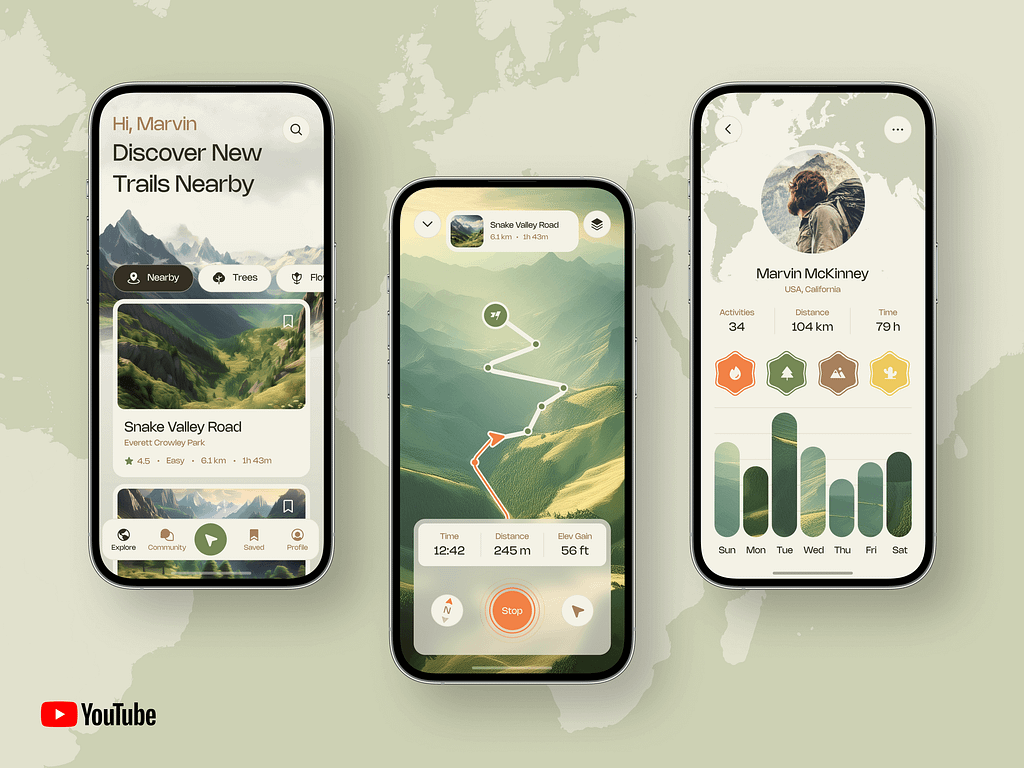 Hi, Marvin
Discover New
Trails Nearby
Nearby
Trees
Flo
Snake Valley Road
Everett Crowley Park
4.5 • Easy • 6.1 km • 1h 43m
Explore
Community
Saved
Profile
Snake Valley Road
6.1 km • 1h 43m
Time
Distance
Elev Gain
12:42
245 m
56 ft
N
Stop
Marvin McKinney
USA, California
Activities
Distance
Time
34
104 km
79 h
Sun Mon Tue Wed Thu Fri Sat
YouTube